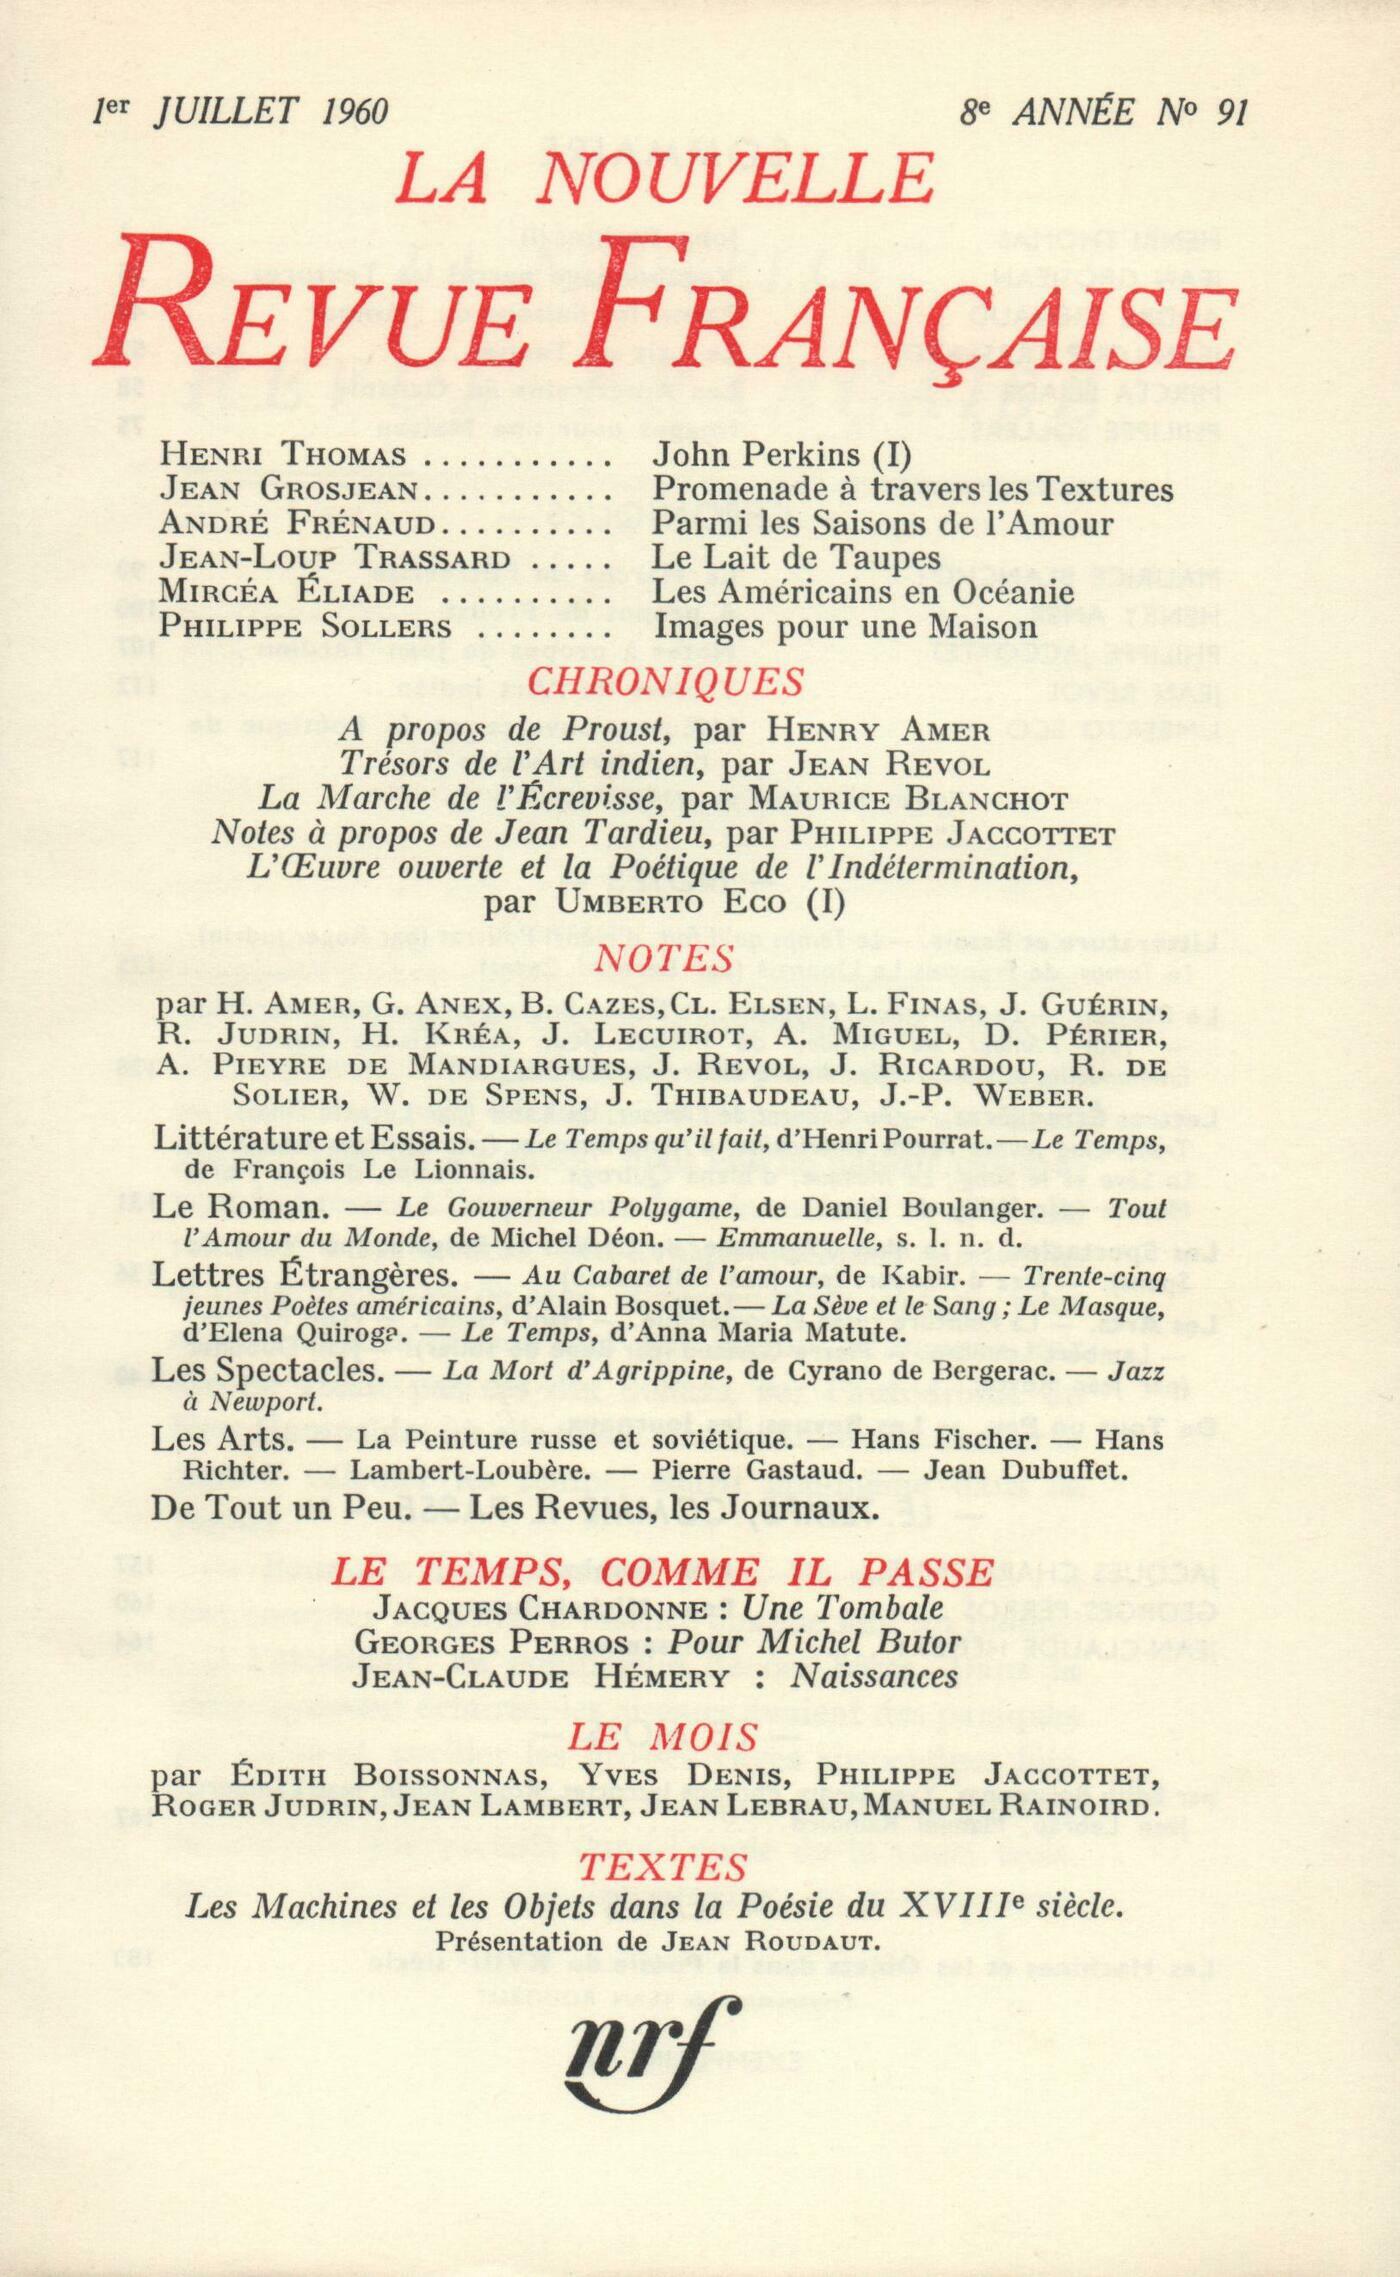 1er JUILLET 1960 8e ANNÉE No 91
LA NOUVELLE
REVUE FRANÇAISE
HENRI THOMAS ........... John Perkins (I)
JEAN GROSJEAN........... Promenade à travers les Textures
ANDRÉ FRÉNAUD.......... Parmi les Saisons de l'Amour
JEAN-LOUP TRASSARD ..... Le Lait de Taupes
MIRCÉA ÉLIADE .......... Les Américains en Océanie
PHILIPPE SOLLERS ........ Images pour une Maison
CHRONIQUES
A propos de Proust, par HENRY AMER
Trésors de l'Art indien, par JEAN REVOL
La Marche de l'Écrevisse, par MAURICE BLANCHOT
Notes à propos de Jean Tardieu, par PHILIPPE JACCOTTET
L'Œuvre ouverte et la Poétique de l'Indétermination,
par UMBERTO ECO (I)
NOTES
par H. AMER, G. ANEX, B. CAZES, CL. ELSEN, L. FINAS, J. GUÉRIN,
R. JUDRIN, H. KRÉA, J. LECUIROT, A. MIGUEL, D. PÉRIER,
A. PIEYRE DE MANDIARGUES, J. REVOL, J. RICARDOU, R. DE
SOLIER, W. DE SPENS, J. THIBAUDEAU, J.-P. WEBER.
Littérature et Essais. — Le Temps qu'il fait, d'Henri Pourrat. — Le Temps,
de François Le Lionnais.
Le Roman. — Le Gouverneur Polygame, de Daniel Boulanger. — Tout
l'Amour du Monde, de Michel Déon. — Emmanuelle, s. l. n. d.
Lettres Étrangères. — Au Cabaret de l'amour, de Kabir. — Trente-cinq
jeunes Poètes américains, d'Alain Bosquet. — La Sève et le Sang ; Le Masque,
d'Elena Quiroga. — Le Temps, d'Anna Maria Matute.
Les Spectacles. — La Mort d'Agrippine, de Cyrano de Bergerac. — Jazz
à Newport.
Les Arts. — La Peinture russe et soviétique. — Hans Fischer. — Hans
Richter. — Lambert-Loubère. — Pierre Gastaud. — Jean Dubuffet.
De Tout un Peu. — Les Revues, les Journaux.
LE TEMPS, COMME IL PASSE
JACQUES CHARDONNE : Une Tombale
GEORGES PERROS : Pour Michel Butor
JEAN-CLAUDE HÉMERY : Naissances
LE MOIS
par ÉDITH BOISSONNAS, YVES DENIS, PHILIPPE JACCOTTET,
ROGER JUDRIN, JEAN LAMBERT, JEAN LEBRAU, MANUEL RAINOIRD.
TEXTES
Les Machines et les Objets dans la Poésie du XVIIIe siècle.
Présentation de JEAN ROUDAUT.
nrf